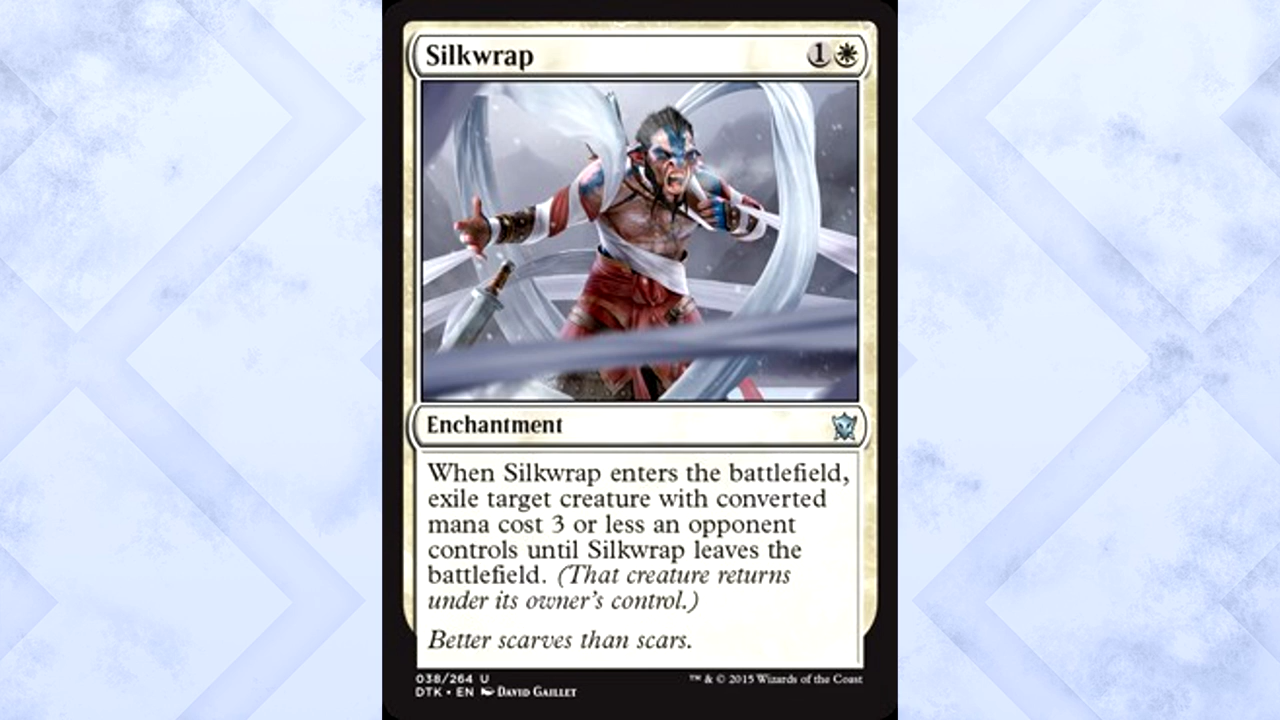 Silkwrap 1
Enchantment
When Silkwrap enters the battlefield,
exile target creature with converted
mana cost 3 or less an opponent
controls until Silkwrap leaves the
battlefield. (That creature returns
under its owner's control.)
Better scarves than scars.
038/264 U
DTK • EN David Gaillet
™ & © 2015 Wizards of the Coast